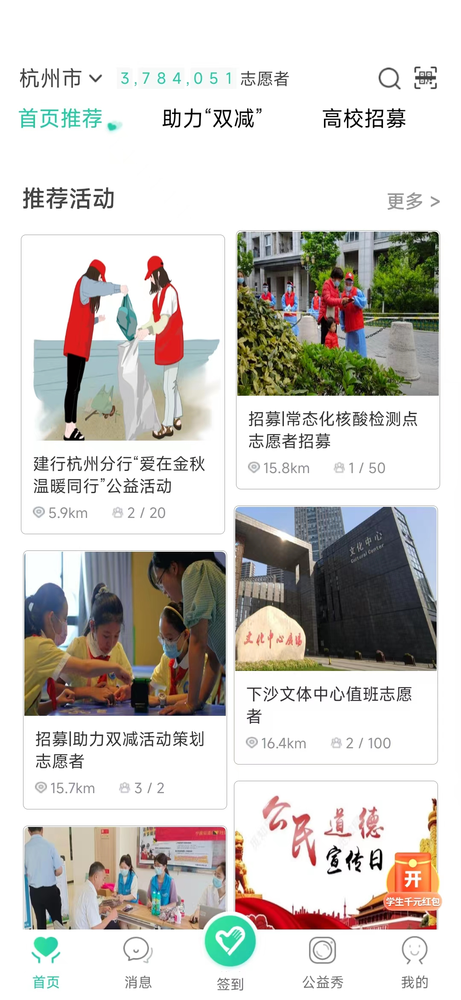 杭州市 3,784,051 志愿者
首页推荐 助力“双减” 高校招募
推荐活动 更多 >
建行杭州分行“爱在金秋
温暖同行”公益活动
5.9km 2 / 20
招募|常态化核酸检测点
志愿者招募
15.8km 1 / 50
招募|助力双减活动策划
志愿者
15.7km 3 / 2
文化中心
Cultural Center
文化中心广场
下沙文体中心值班志愿
者
16.4km 2 / 100
公民道德
宣传日
开
学生千元红包
首页 消息 签到 公益秀 我的